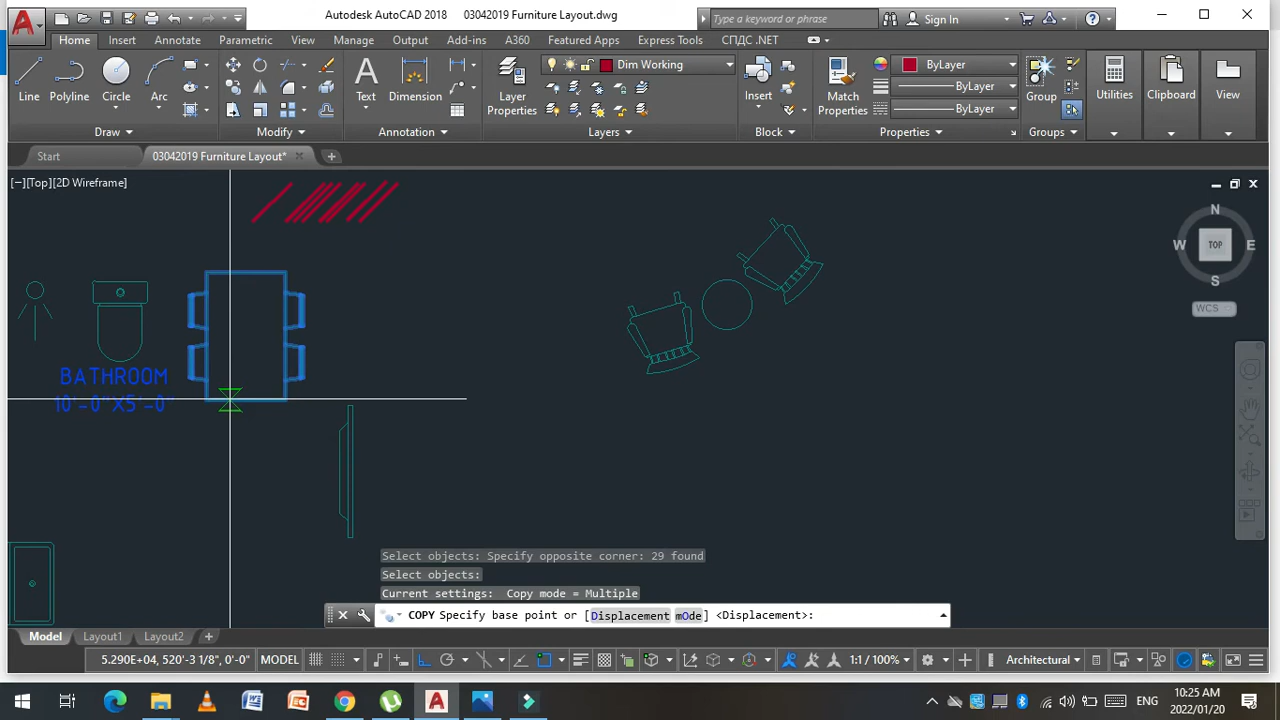 Autodesk AutoCAD 2018 03042019 Furniture Layout.dwg
Type a keyword or phrase
Sign In
Home Insert Annotate Parametric View Manage Output Add-ins A360 Featured Apps Express Tools СПДС .NET
Line Polyline Circle Arc
Text Dimension
Layer Properties
Dim Working
Insert
Match Properties
ByLayer
ByLayer
ByLayer
Group
Utilities
Clipboard
View
Draw Modify Annotation Layers Block Properties Groups
Start 03042019 Furniture Layout*
[−][Top][2D Wireframe]
N
W TOP E
S
WCS
BATHROOM
10'-0"X5'-0"
Select objects: Specify opposite corner: 29 found
Select objects:
Current settings: Copy mode = Multiple
COPY Specify base point or [Displacement mOde] <Displacement>:
Model Layout1 Layout2
5.290E+04, 520'-3 1/8", 0'-0" MODEL 1:1 / 100% Architectural
ENG
10:25 AM
2022/01/20